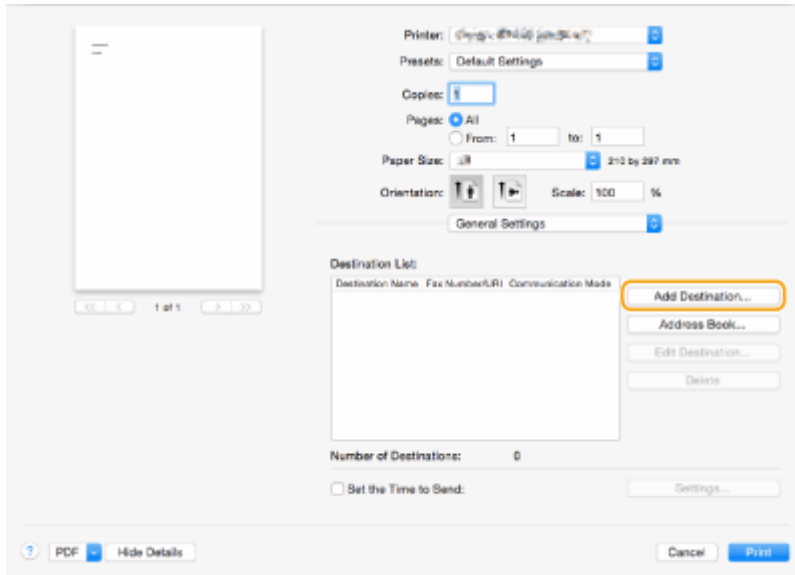 Printer:
Presets: Default Settings
Copies: 1
Pages: All
From: 1 to: 1
Paper Size: 210 by 297 mm
Orientation: Scale: 100 %
General Settings
Destination List:
Destination Name Fax Number/URI Communication Mode
Add Destination...
Address Book...
Edit Destination...
Delete
Number of Destinations: 0
Set the Time to Send: Settings...
<< < 1 of 1 > >>
? PDF Hide Details Cancel Print